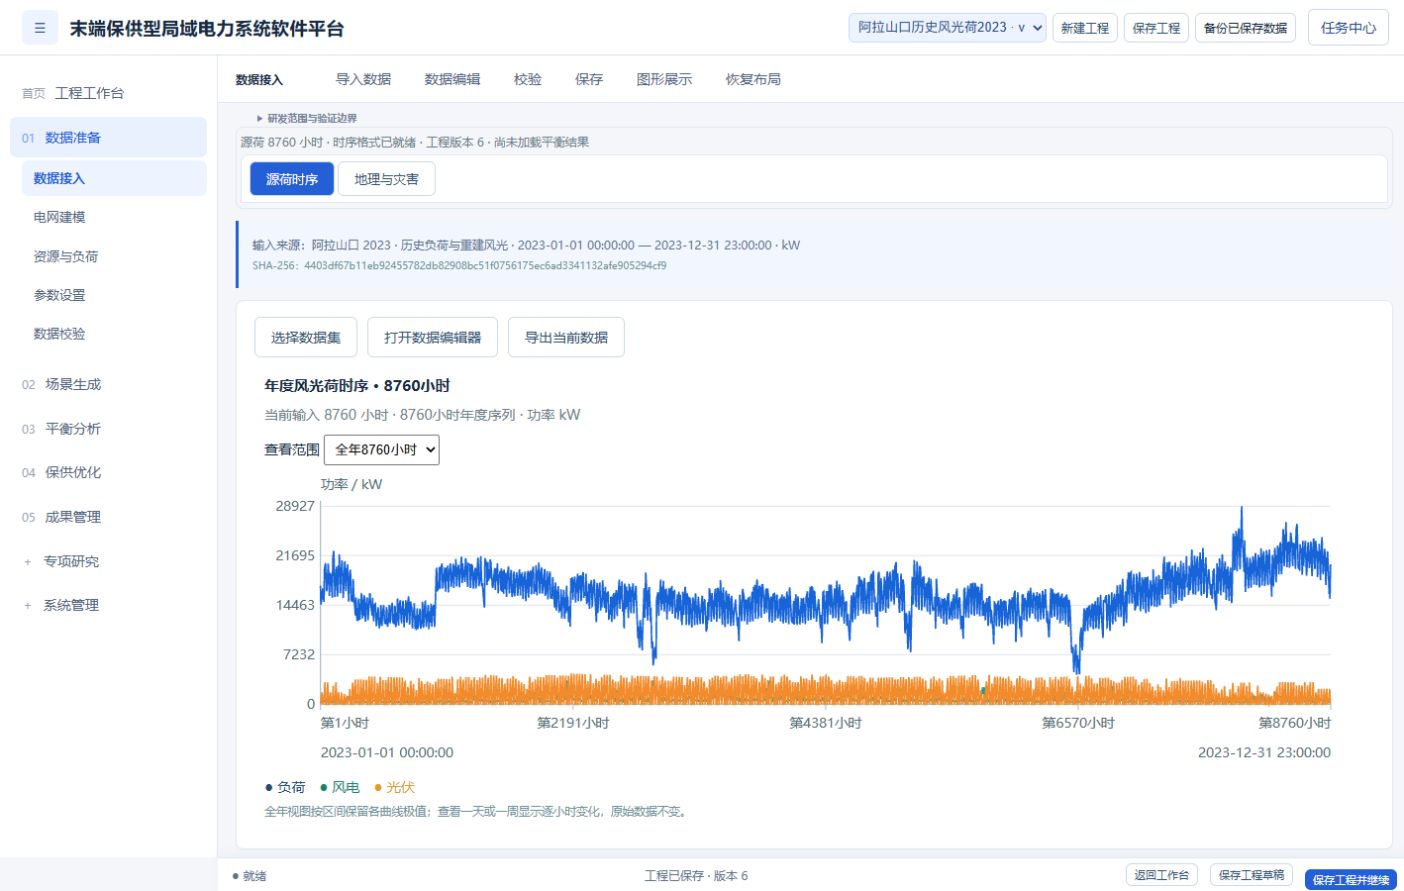 ☰ 末端保供型局域电力系统软件平台
阿拉山口历史风光荷2023 · v 新建工程 保存工程 备份已保存数据 任务中心
首页 工程工作台
01 数据准备
数据接入
电网建模
资源与负荷
参数设置
数据校验
02 场景生成
03 平衡分析
04 保供优化
05 成果管理
+ 专项研究
+ 系统管理
数据接入 导入数据 数据编辑 校验 保存 图形展示 恢复布局
▸ 研发范围与验证边界
源荷 8760 小时 · 时序格式已就绪 · 工程版本 6 · 尚未加载平衡结果
源荷时序 地理与灾害
输入来源：阿拉山口 2023 · 历史负荷与重建风光 · 2023-01-01 00:00:00 — 2023-12-31 23:00:00 · kW
SHA-256：4403df67b11eb92455782db82908bc51f0756175ec6ad3341132afe905294cf9
选择数据集 打开数据编辑器 导出当前数据
年度风光荷时序 • 8760小时
当前输入 8760 小时 · 8760小时年度序列 · 功率 kW
查看范围 全年8760小时
功率 / kW
28927
21695
14463
7232
0
第1小时 第2191小时 第4381小时 第6570小时 第8760小时
2023-01-01 00:00:00 2023-12-31 23:00:00
● 负荷 ● 风电 ● 光伏
全年视图按区间保留各曲线极值；查看一天或一周显示逐小时变化，原始数据不变。
● 就绪 工程已保存 · 版本 6 返回工作台 保存工程草稿 保存工程并继续